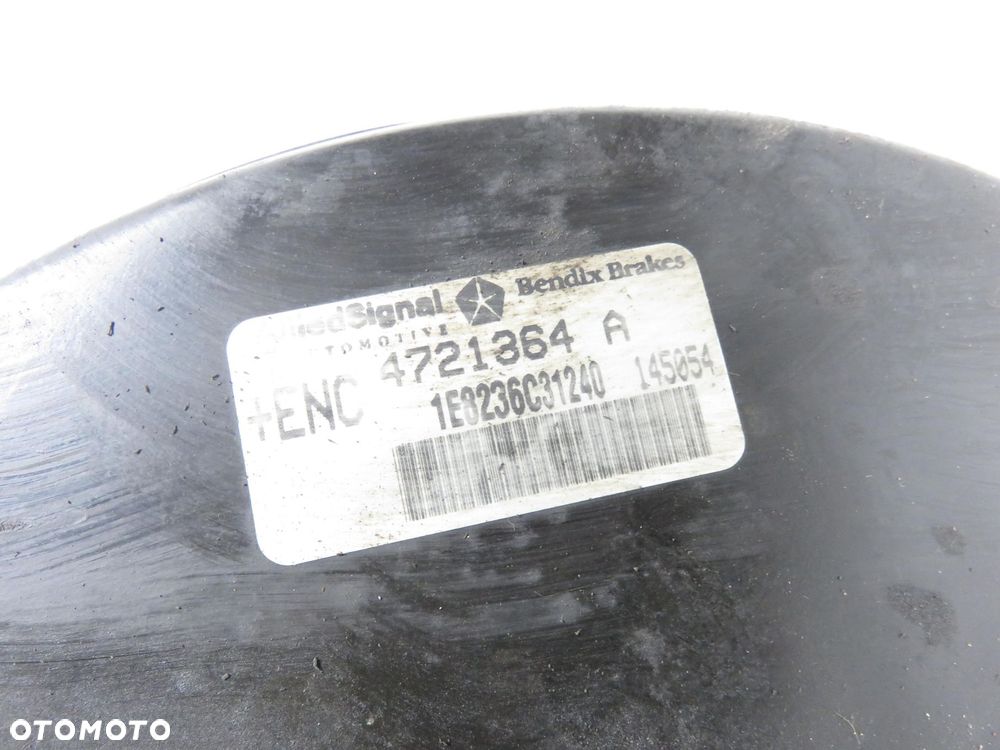 AlliedSignal
AUTOMOTIVE
Bendix Brakes
4721364 A
+ENC
1E8236C31240 145054
OTOMOTO